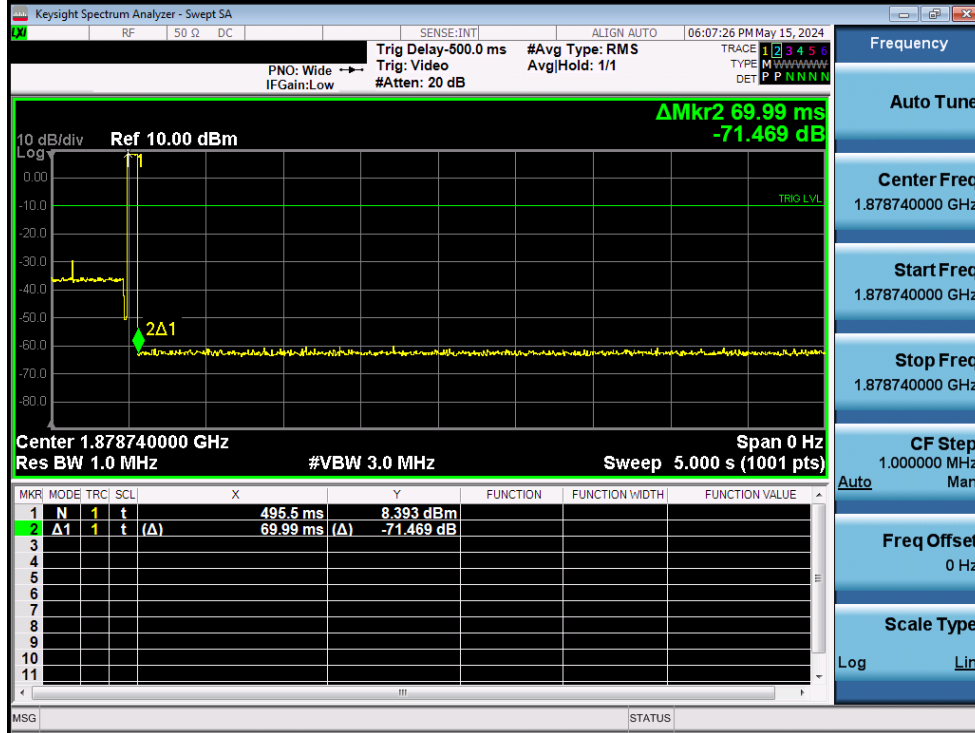 Keysight Spectrum Analyzer - Swept SA
LXI RF 50 Ω DC SENSE:INT ALIGN AUTO 06:07:26 PM May 15, 2024
PNO: Wide
IFGain:Low
Trig Delay-500.0 ms
Trig: Video
#Atten: 20 dB
#Avg Type: RMS
Avg|Hold: 1/1
TRACE 1 2 3 4 5 6
TYPE M W W W W W
DET P P N N N N
ΔMkr2 69.99 ms
-71.469 dB
10 dB/div Ref 10.00 dBm
Log
0.00
-10.0
-20.0
-30.0
-40.0
-50.0
-60.0
-70.0
-80.0
1
TRIG LVL
2Δ1
Center 1.878740000 GHz Span 0 Hz
Res BW 1.0 MHz #VBW 3.0 MHz Sweep 5.000 s (1001 pts)
MKR MODE TRC SCL X Y FUNCTION FUNCTION WIDTH FUNCTION VALUE
1 N 1 t 495.5 ms 8.393 dBm
2 Δ1 1 t (Δ) 69.99 ms (Δ) -71.469 dB
3
4
5
6
7
8
9
10
11
MSG STATUS
Frequency
Auto Tune
Center Freq
1.878740000 GHz
Start Freq
1.878740000 GHz
Stop Freq
1.878740000 GHz
CF Step
1.000000 MHz
Auto Man
Freq Offset
0 Hz
Scale Type
Log Lin